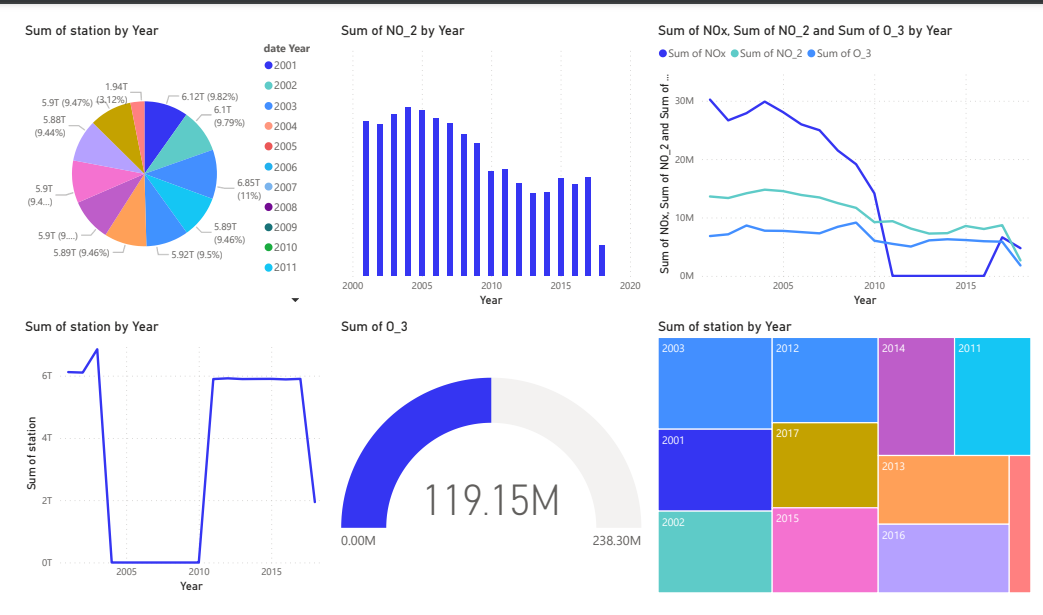 Sum of station by Year
date Year
2001
2002
2003
2004
2005
2006
2007
2008
2009
2010
2011
1.94T
(3.12%)
5.9T (9.47%)
5.88T
(9.44%)
5.9T
(9.4...)
5.9T (9....)
5.89T (9.46%)
5.92T (9.5%)
5.89T
(9.46%)
6.85T
(11%)
6.1T
(9.79%)
6.12T (9.82%)
Sum of NO_2 by Year
2000 2005 2010 2015 2020
Year
Sum of NOx, Sum of NO_2 and Sum of O_3 by Year
Sum of NOx Sum of NO_2 Sum of O_3
Sum of NOx, Sum of NO_2 and Sum of ...
30M
20M
10M
0M
2005 2010 2015
Year
Sum of station by Year
Sum of station
6T
4T
2T
0T
2005 2010 2015
Year
Sum of O_3
119.15M
0.00M 238.30M
Sum of station by Year
2003
2012
2014
2011
2001
2017
2013
2002
2015
2016